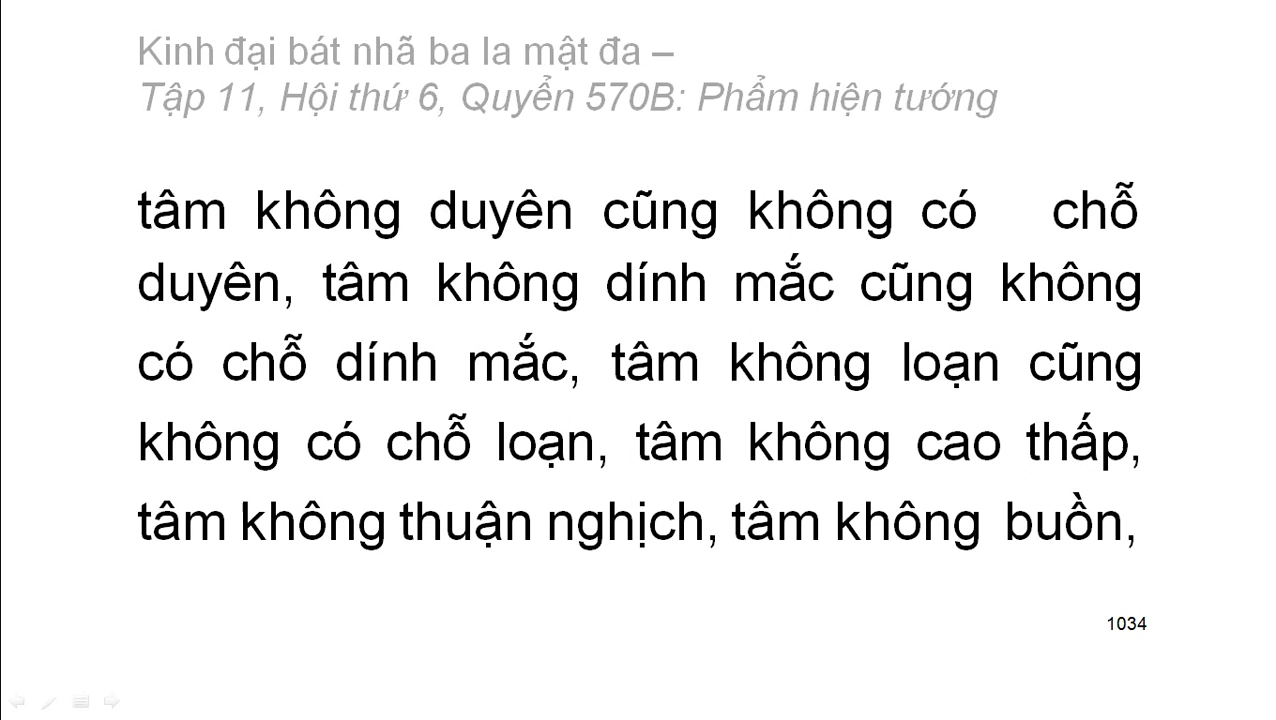 Kinh đại bát nhã ba la mật đa –
Tập 11, Hội thứ 6, Quyển 570B: Phẩm hiện tướng
tâm không duyên cũng không có chỗ
duyên, tâm không dính mắc cũng không
có chỗ dính mắc, tâm không loạn cũng
không có chỗ loạn, tâm không cao thấp,
tâm không thuận nghịch, tâm không buồn,
1034